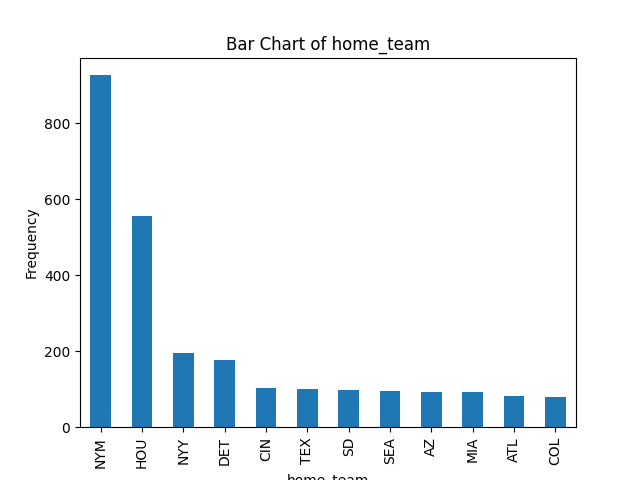 Bar Chart of home_team
Frequency
800
600
400
200
0
NYM HOU NYY DET CIN TEX SD SEA AZ MIA ATL COL
home_team